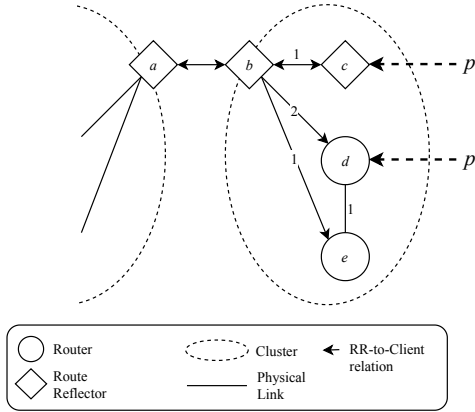 1
a
b
c
p
2
1
d
p
1
e
Router
Cluster
RR-to-Client
relation
Route
Reflector
Physical
Link